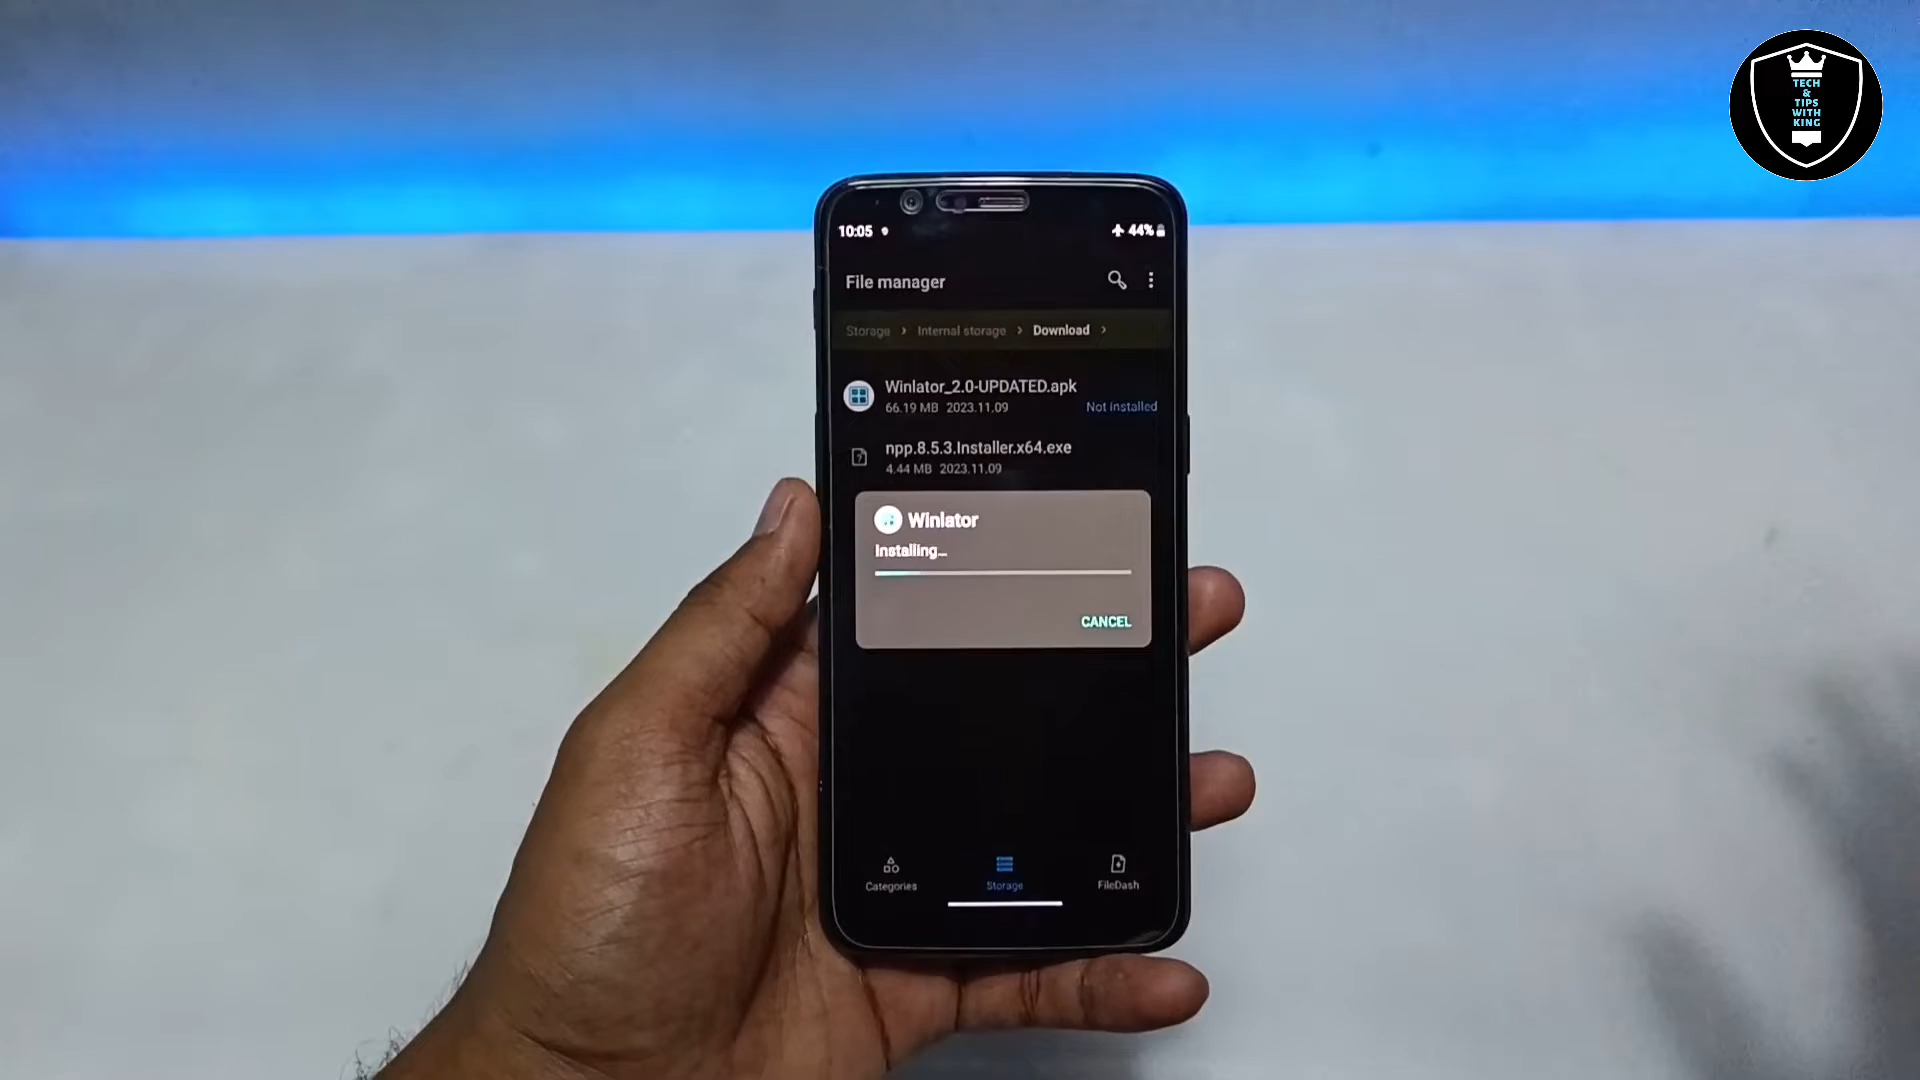 TECH
&
TIPS
WITH
KING
10:05
44%
File manager
Storage > Internal storage > Download >
Winlator_2.0-UPDATED.apk
66.19 MB 2023.11.09 Not installed
npp.8.5.3.Installer.x64.exe
4.44 MB 2023.11.09
Winlator
Installing...
CANCEL
Categories Storage FileDash